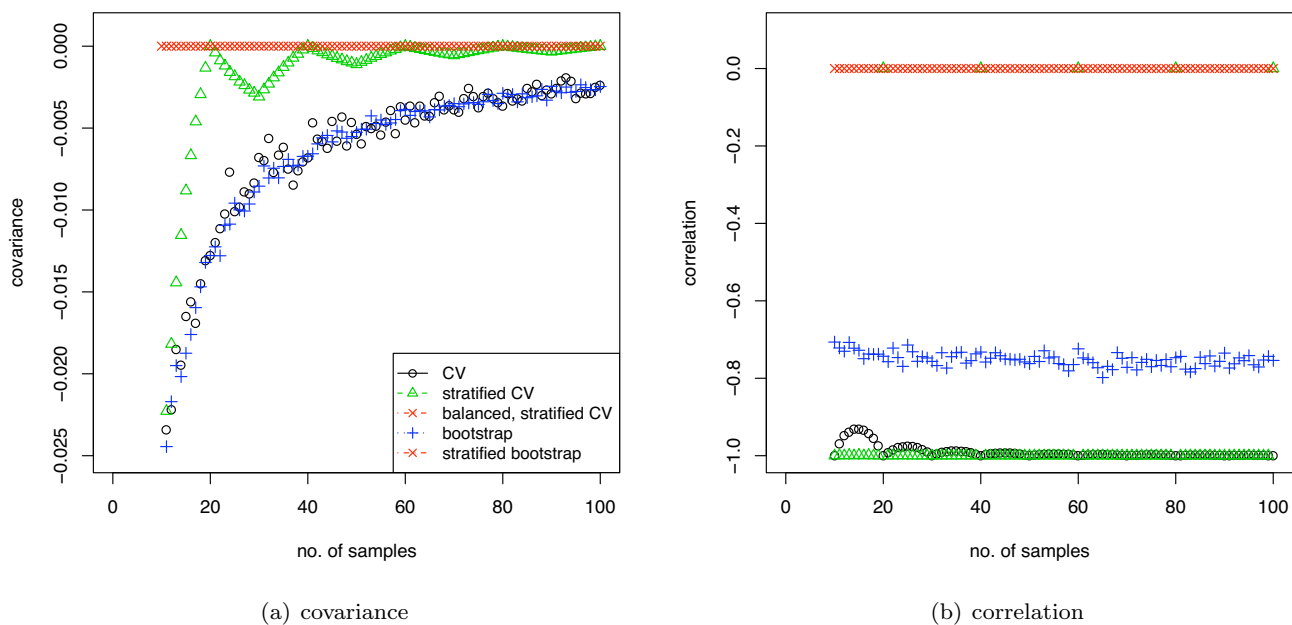 0.000
−0.005
−0.010
−0.015
−0.020
−0.025
covariance
0
20
40
60
80
100
no. of samples
CV
stratified CV
balanced, stratified CV
bootstrap
stratified bootstrap
(a) covariance
0.0
−0.2
−0.4
−0.6
−0.8
−1.0
correlation
0
20
40
60
80
100
no. of samples
(b) correlation